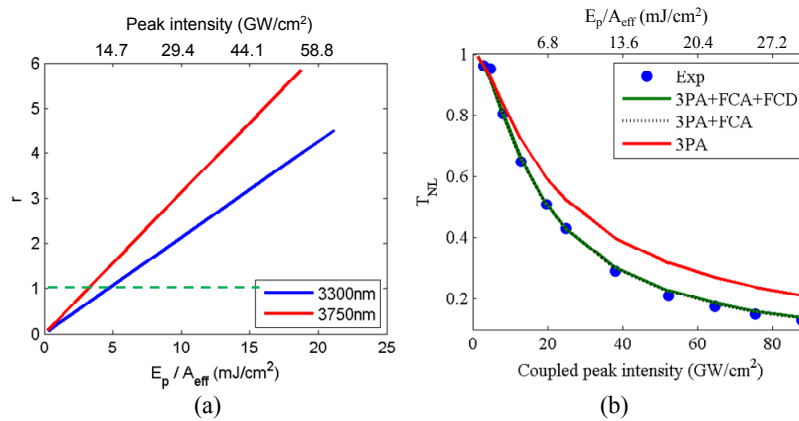 Peak intensity (GW/cm²)
14.7 29.4 44.1 58.8
6
5
4
3
2
1
0
r
3300nm
3750nm
0 5 10 15 20 25
E_p / A_eff (mJ/cm²)
(a)
E_p/A_eff (mJ/cm²)
6.8 13.6 20.4 27.2
1
0.8
0.6
0.4
0.2
T_NL
Exp
3PA+FCA+FCD
3PA+FCA
3PA
0 20 40 60 80
Coupled peak intensity (GW/cm²)
(b)